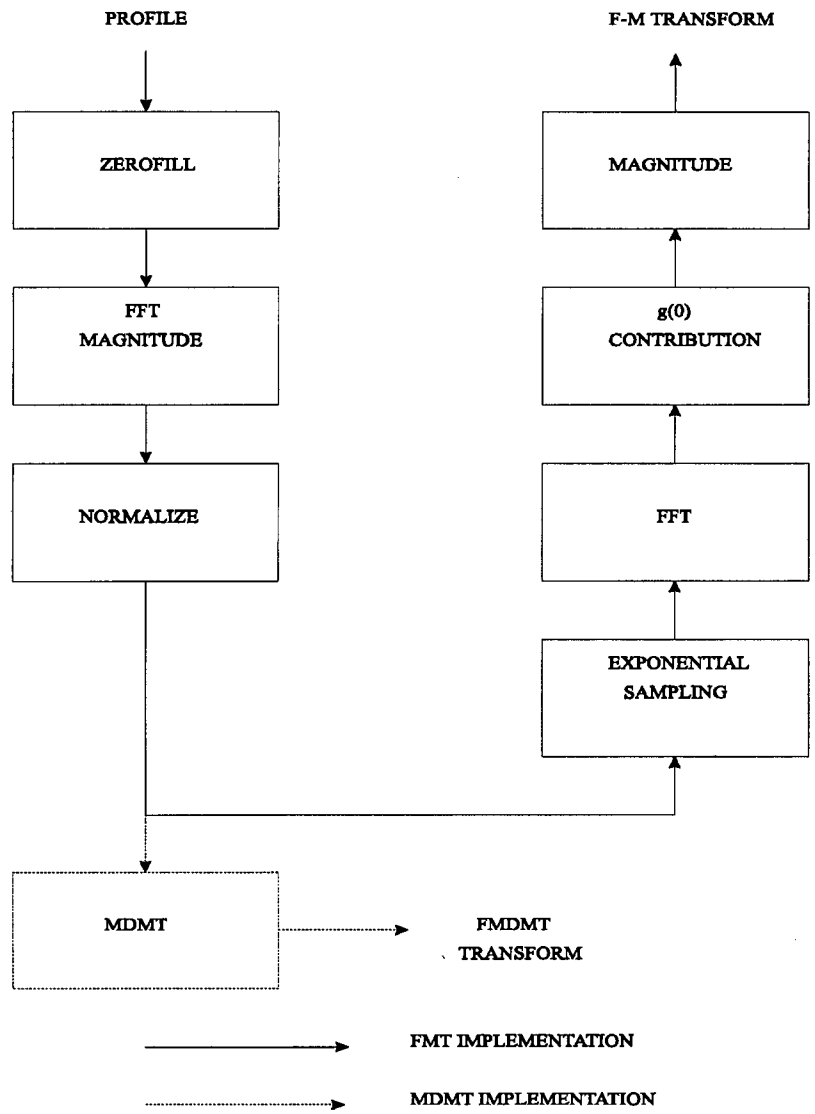 PROFILE
ZEROFILL
FFT
MAGNITUDE
NORMALIZE
MDMT
FMDMT
TRANSFORM
F-M TRANSFORM
MAGNITUDE
g(0)
CONTRIBUTION
FFT
EXPONENTIAL
SAMPLING
FMT IMPLEMENTATION
MDMT IMPLEMENTATION